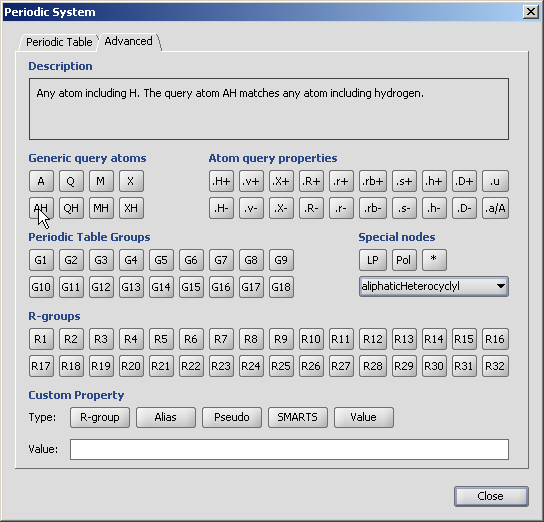 Periodic System
Periodic Table Advanced
Description
Any atom including H. The query atom AH matches any atom including hydrogen.
Generic query atoms Atom query properties
A Q M X .H+ .v+ .X+ .R+ .r+ .rb+ .s+ .h+ .D+ .u
AH QH MH XH .H- .v- .X- .R- .r- .rb- .s- .h- .D- .a/A
Periodic Table Groups Special nodes
G1 G2 G3 G4 G5 G6 G7 G8 G9 LP Pol *
G10 G11 G12 G13 G14 G15 G16 G17 G18 aliphaticHeterocyclyl
R-groups
R1 R2 R3 R4 R5 R6 R7 R8 R9 R10 R11 R12 R13 R14 R15 R16
R17 R18 R19 R20 R21 R22 R23 R24 R25 R26 R27 R28 R29 R30 R31 R32
Custom Property
Type: R-group Alias Pseudo SMARTS Value
Value:
Close